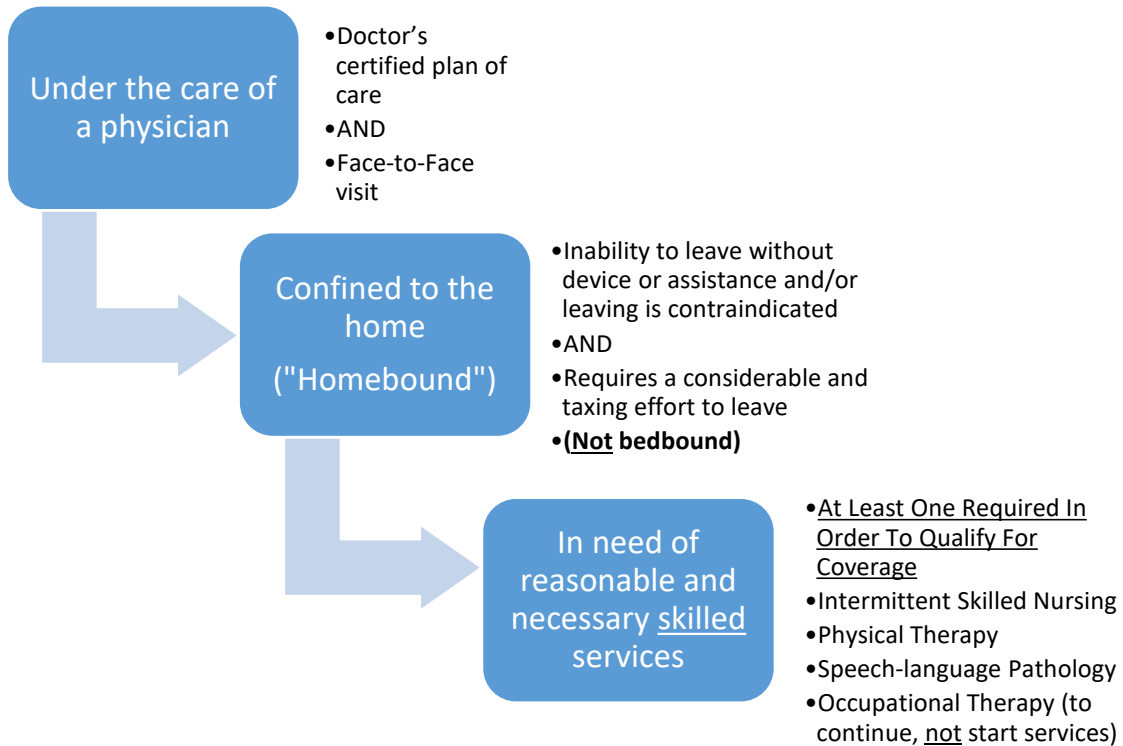 Under the care of
a physician
•Doctor’s
certified plan of
care
•AND
•Face-to-Face
visit
Confined to the
home
("Homebound")
•Inability to leave without
device or assistance and/or
leaving is contraindicated
•AND
•Requires a considerable and
taxing effort to leave
•(Not bedbound)
In need of
reasonable and
necessary skilled
services
•At Least One Required In
Order To Qualify For
Coverage
•Intermittent Skilled Nursing
•Physical Therapy
•Speech-language Pathology
•Occupational Therapy (to
continue, not start services)